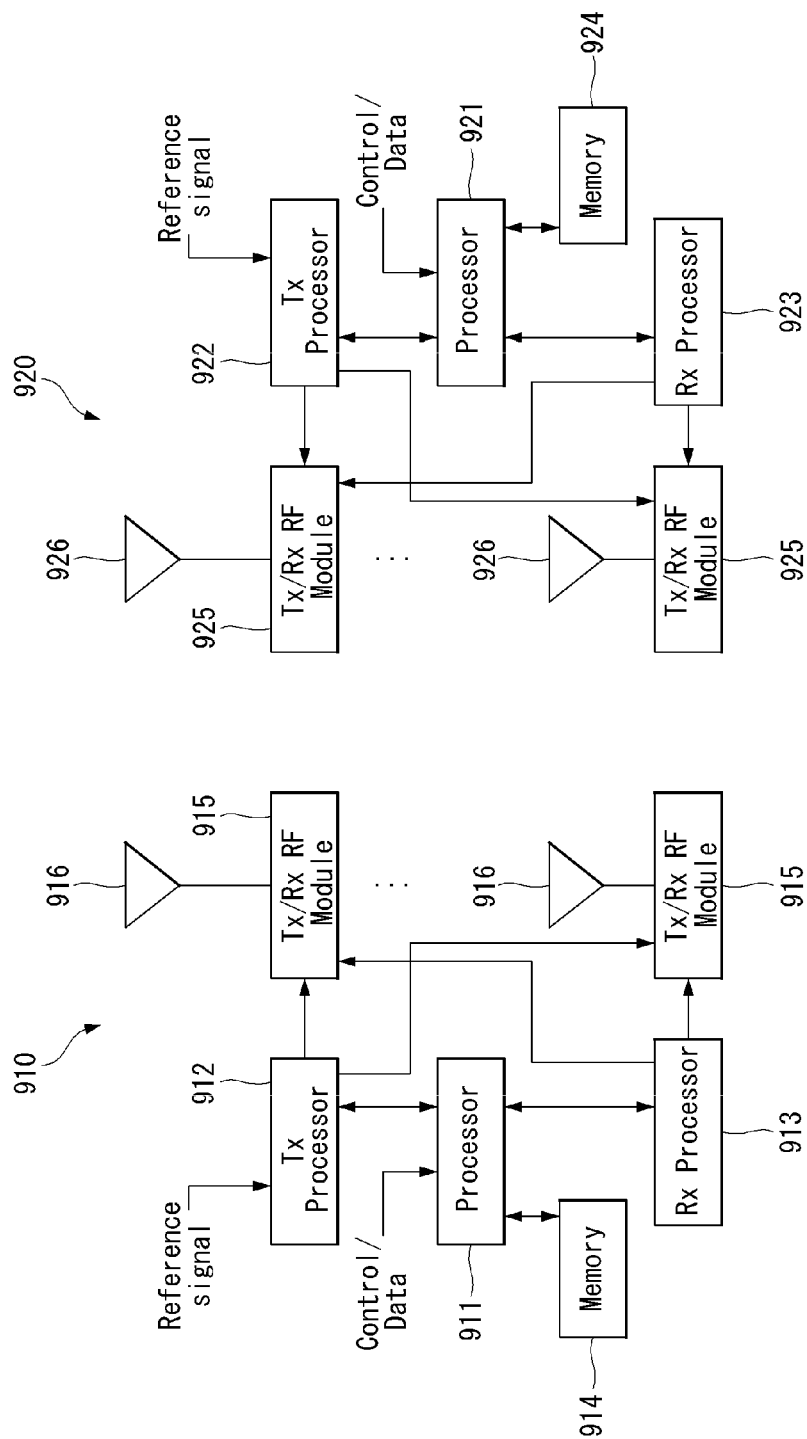 910
Reference
signal
912
Tx
Processor
Control/
Data
911
Processor
914
Memory
Rx Processor
913
916
915
Tx/Rx RF
Module
...
916
Tx/Rx RF
Module
915
920
926
925
Tx/Rx RF
Module
...
926
Tx/Rx RF
Module
925
Reference
signal
922
Tx
Processor
Control/
Data
921
Processor
924
Memory
Rx Processor
923